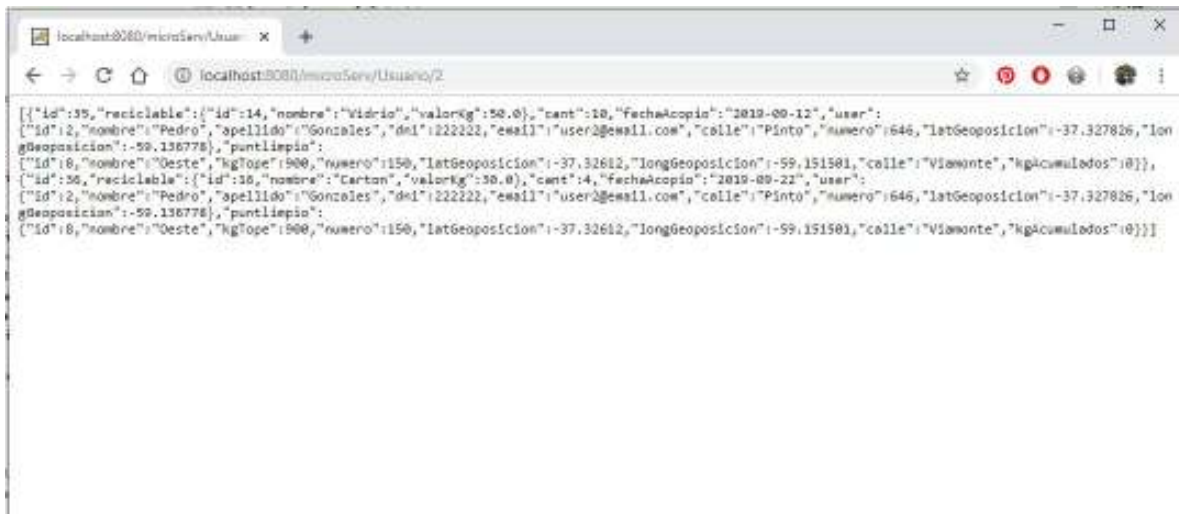 localhost:8080/microServ/Usuar
localhost:8080/microServ/Usuario/2
[{"id":35,"reciclable":{"id":14,"nombre":"Vidrio","valorKg":50.0},"cant":10,"fechaAcopio":"2019-09-12","user":
{"id":2,"nombre":"Pedro","apellido":"Gonzales","dni":222222,"email":"user2@email.com","calle":"Pinto","numero":646,"latGeoposicion":-37.327826,"lon
gGeoposicion":-59.136778},"puntlimpio":
{"id":8,"nombre":"Oeste","kgTope":900,"numero":150,"latGeoposicion":-37.32612,"longGeoposicion":-59.151501,"calle":"Viamonte","kgAcumulados":0}},
{"id":36,"reciclable":{"id":16,"nombre":"Carton","valorKg":30.0},"cant":4,"fechaAcopio":"2019-09-22","user":
{"id":2,"nombre":"Pedro","apellido":"Gonzales","dni":222222,"email":"user2@email.com","calle":"Pinto","numero":646,"latGeoposicion":-37.327826,"lon
gGeoposicion":-59.136778},"puntlimpio":
{"id":8,"nombre":"Oeste","kgTope":900,"numero":150,"latGeoposicion":-37.32612,"longGeoposicion":-59.151501,"calle":"Viamonte","kgAcumulados":0}}]